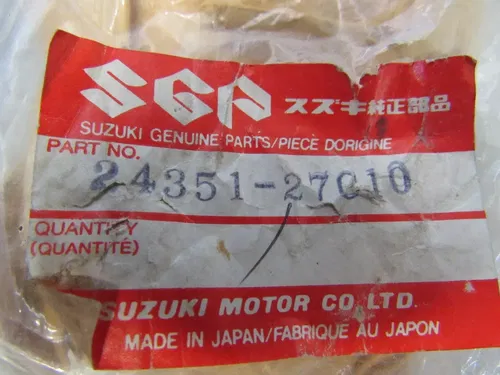 SGP スズキ純正部品
SUZUKI GENUINE PARTS/PIECE DORIGINE
PART NO.
24351-27C10
QUANTITY
(QUANTITÉ)
SUZUKI MOTOR CO. LTD.
MADE IN JAPAN/FABRIQUE AU JAPON